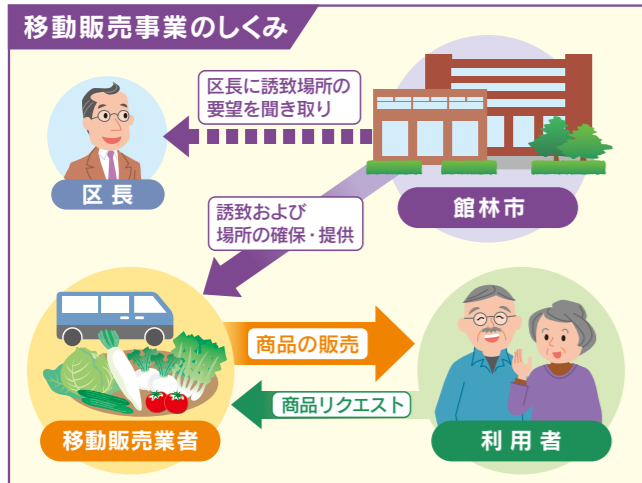 移動販売事業のしくみ
区長に誘致場所の
要望を聞き取り
区長
館林市
誘致および
場所の確保・提供
商品の販売
商品リクエスト
移動販売業者
利用者